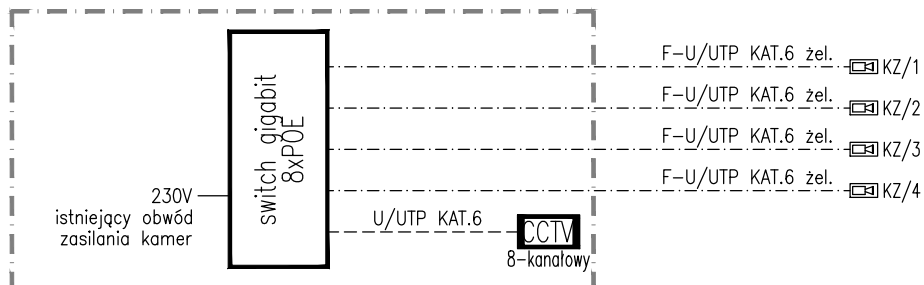 F-U/UTP KAT.6 żel.
KZ/1
F-U/UTP KAT.6 żel.
KZ/2
F-U/UTP KAT.6 żel.
KZ/3
F-U/UTP KAT.6 żel.
KZ/4
switch gigabit
8xPOE
230V
istniejący obwód
zasilania kamer
U/UTP KAT.6
CCTV
8-kanałowy